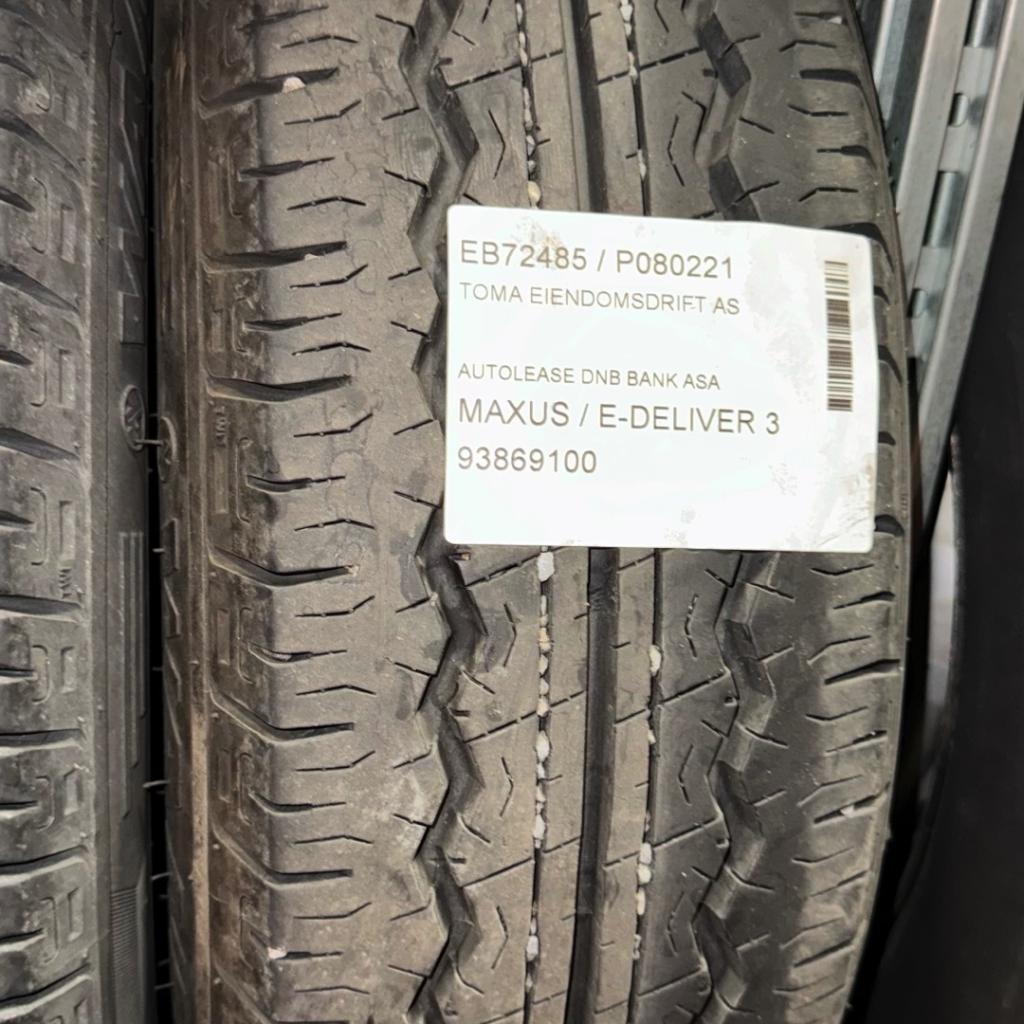 EB72485 / P080221
TOMA EIENDOMSDRIFT AS
AUTOLEASE DNB BANK ASA
MAXUS / E-DELIVER 3
93869100